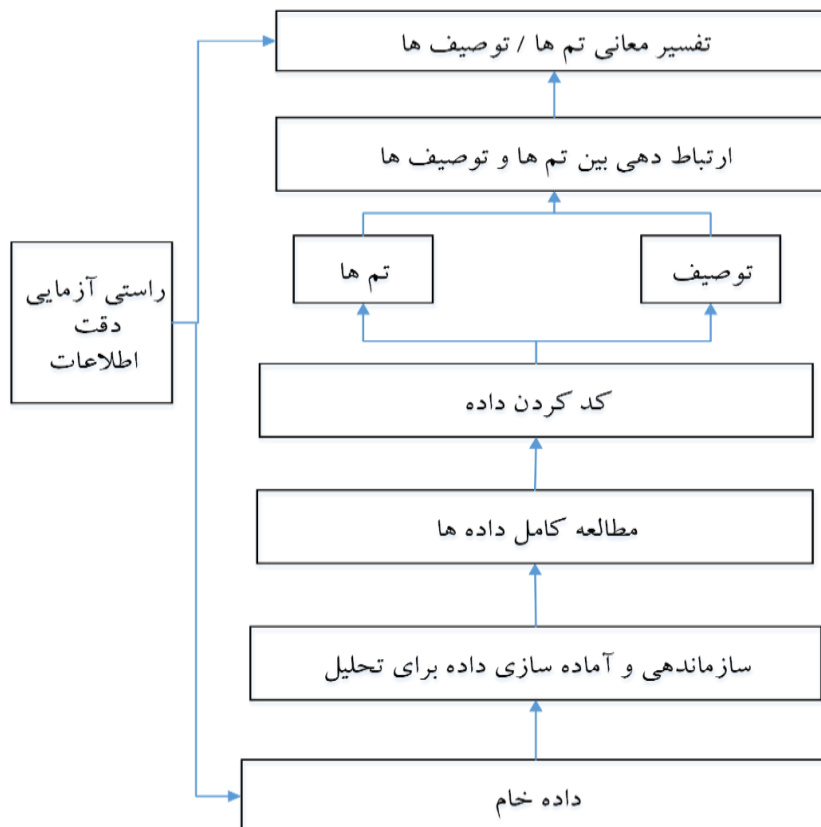 تفسیر معانی تم ها / توصیف ها
ارتباط دهی بین تم ها و توصیف ها
توصیف
تم ها
راستی آزمایی
دقت
اطلاعات
کد کردن داده
مطالعه کامل داده ها
سازماندهی و آماده سازی داده برای تحلیل
داده خام